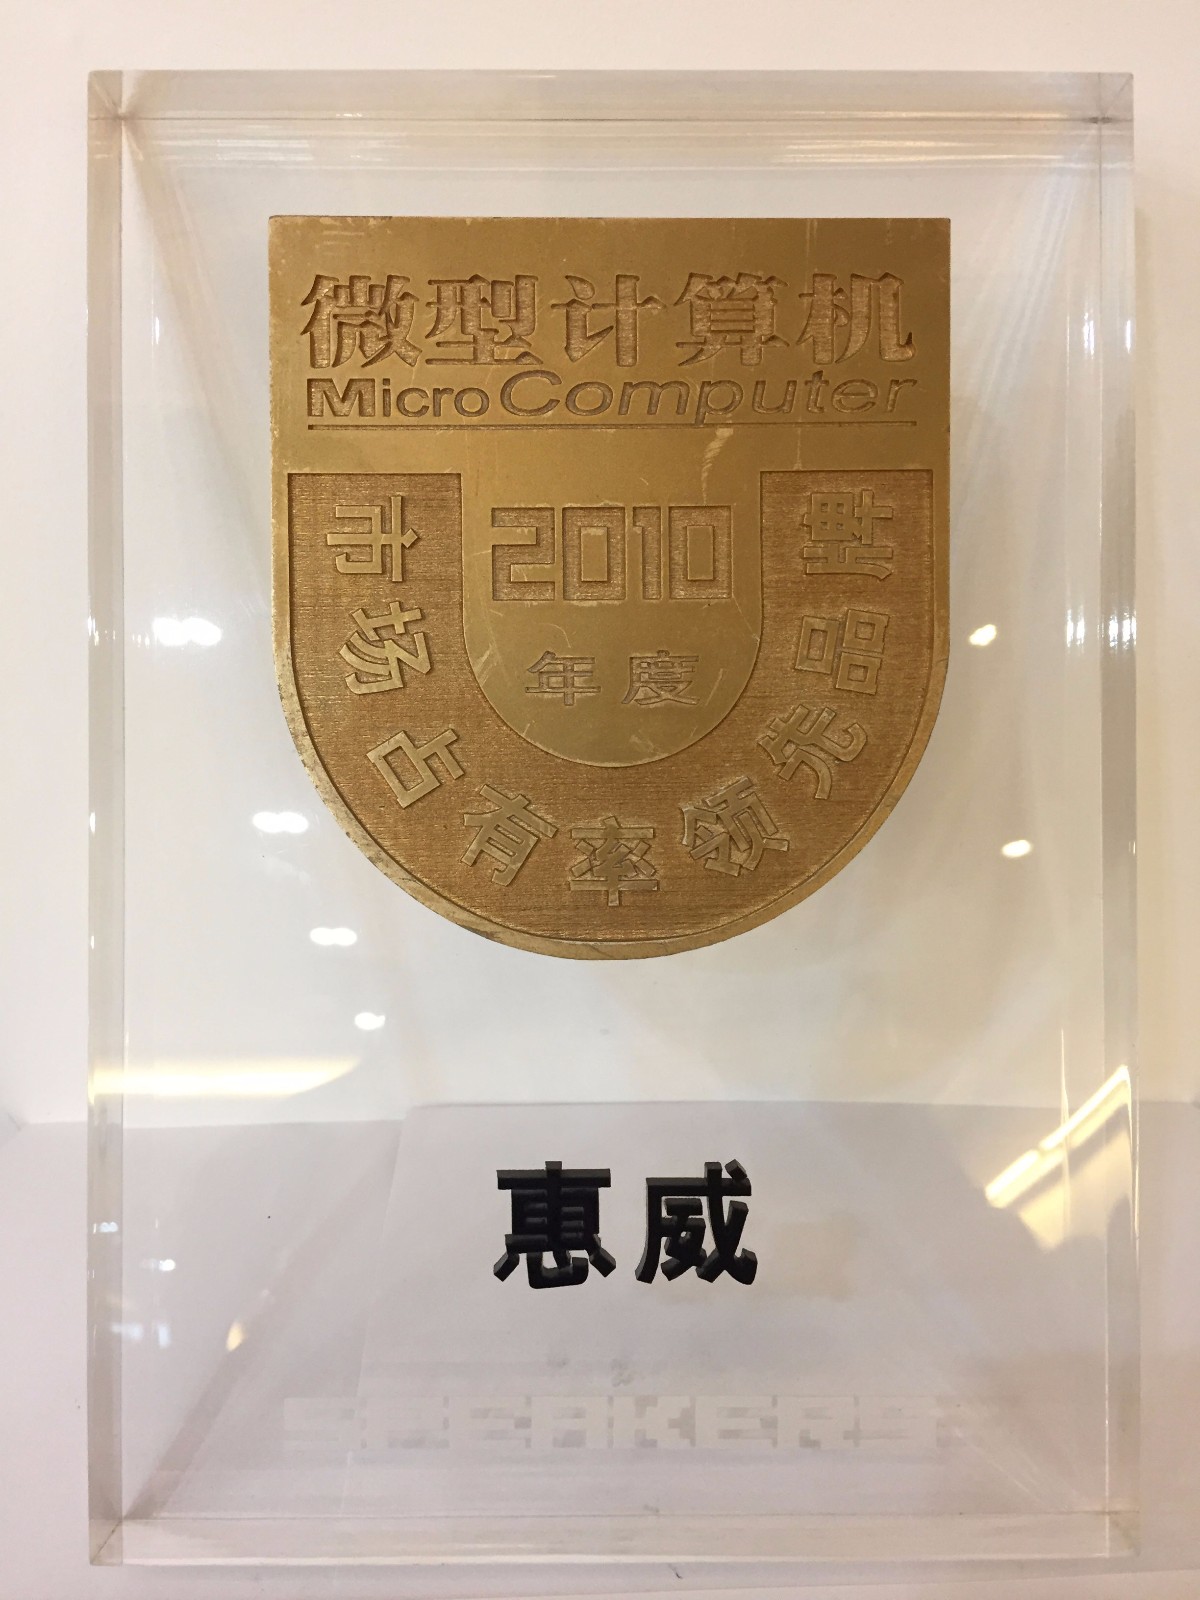 微型计算机
MicroComputer
2010
年度
市场占有率领先品牌
惠威
SPEAKERS